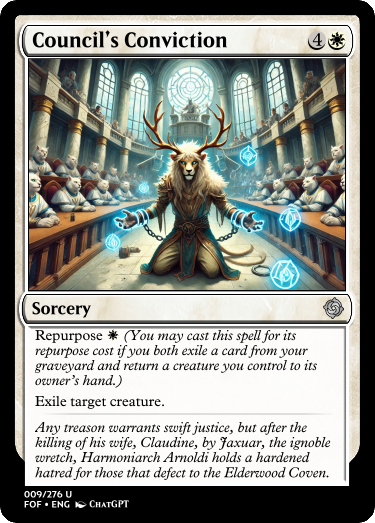 Council's Conviction 4
Sorcery
Repurpose (You may cast this spell for its
repurpose cost if you both exile a card from your
graveyard and return a creature you control to its
owner's hand.)
Exile target creature.
Any treason warrants swift justice, but after the
killing of his wife, Claudine, by Jaxuar, the ignoble
wretch, Harmoniarch Arnoldi holds a hardened
hatred for those that defect to the Elderwood Coven.
009/276 U
FOF • ENG ChatGPT